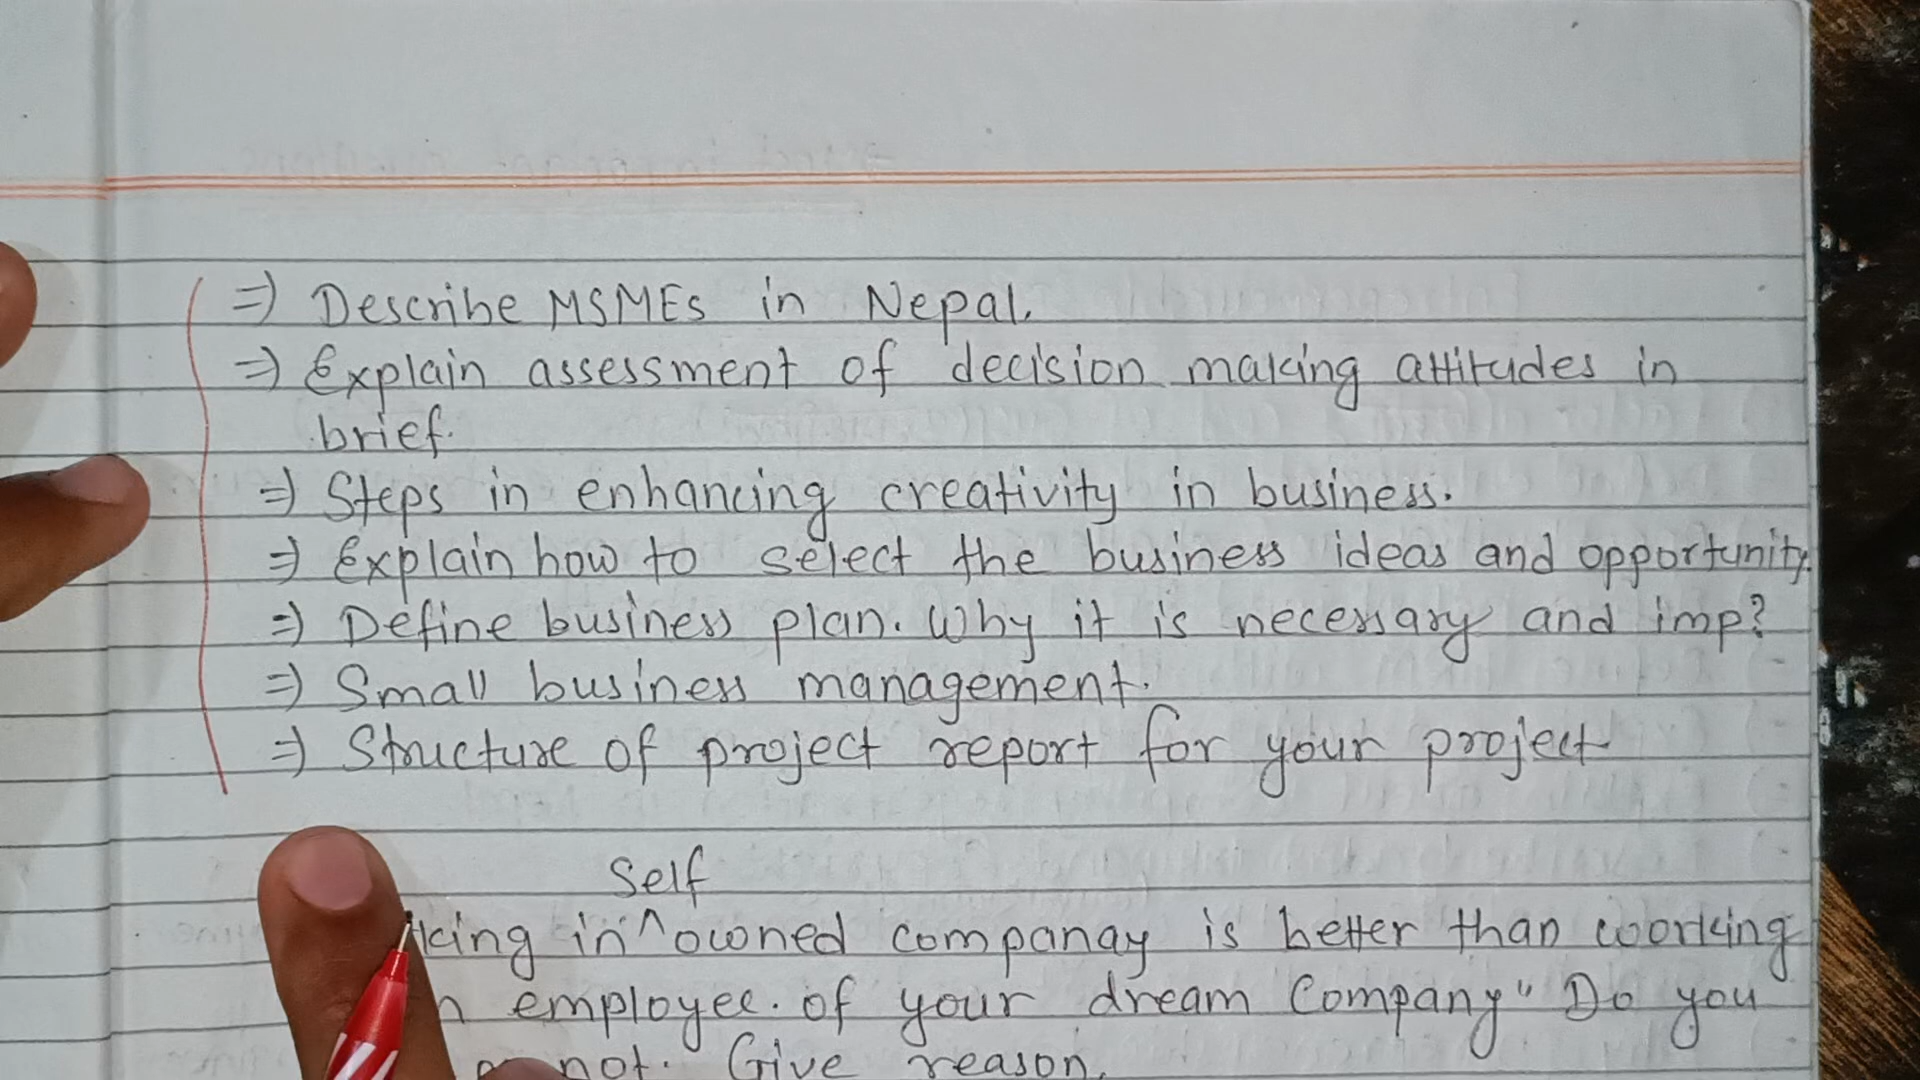 ⇒ Describe MSMEs in Nepal.
⇒ Explain assessment of decision making attitudes in
brief.
⇒ Steps in enhancing creativity in business.
⇒ Explain how to select the business ideas and opportunity.
⇒ Define business plan. Why it is necessary and imp?
⇒ Small business management.
⇒ Structure of project report for your project
Self
in ^ owned companay is better than working
employee. of your dream Company" Do you
not. Give reason.